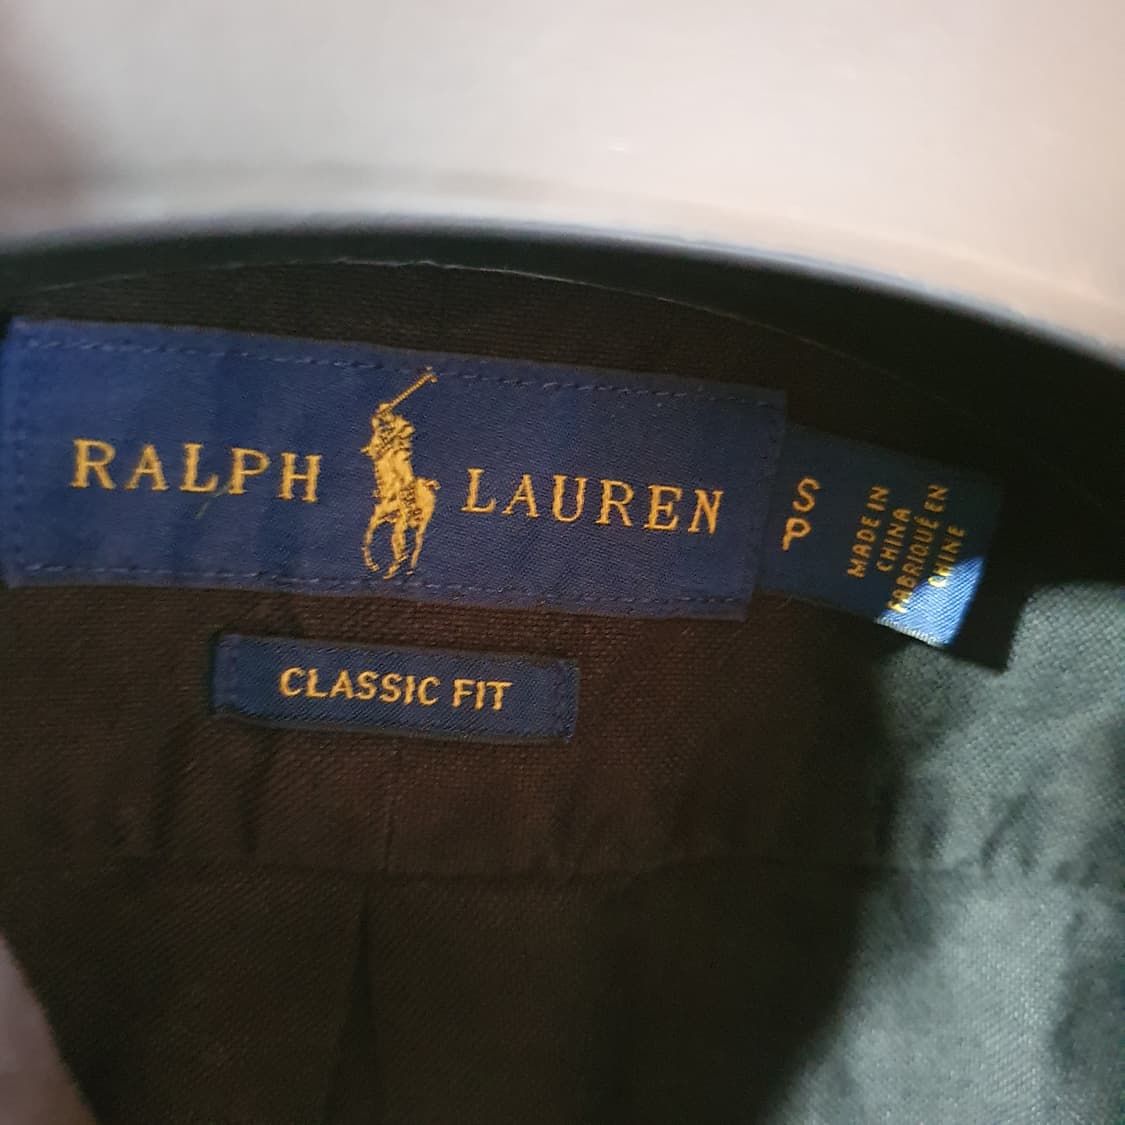 RALPH LAUREN
S
P
MADE IN
CHINA
FABRIQUÉ EN
CHINE
CLASSIC FIT